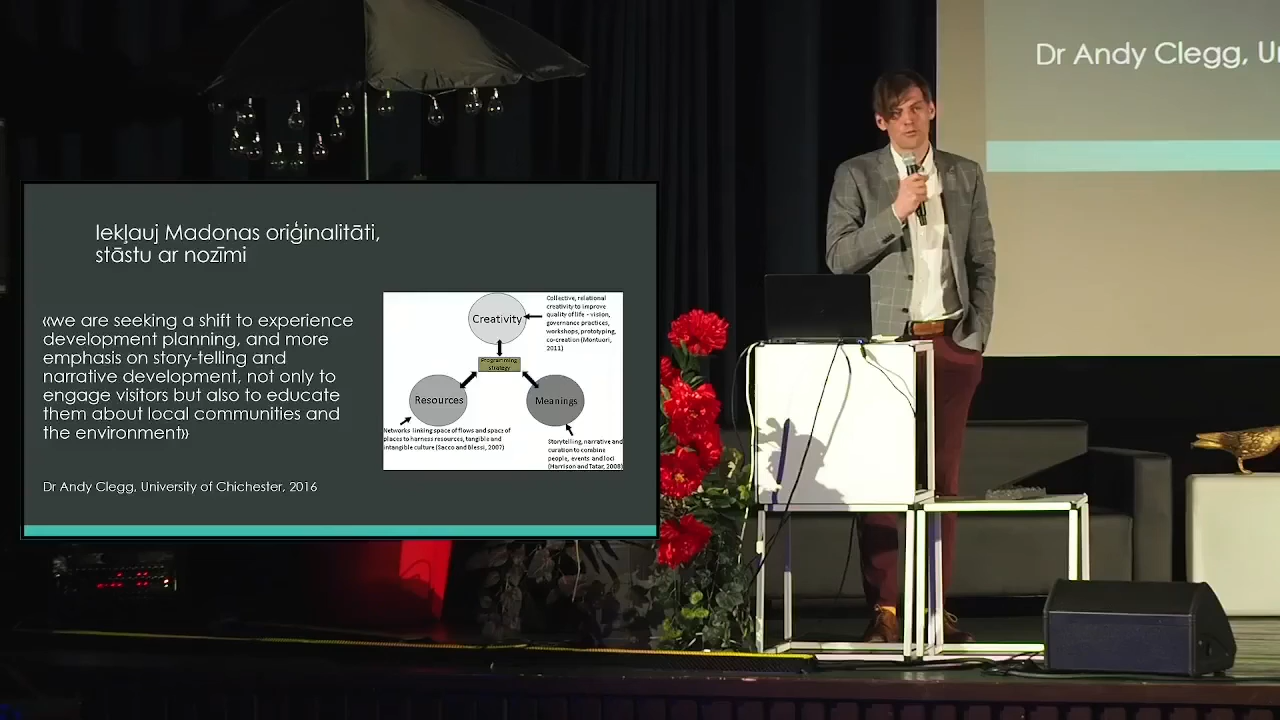 Dr Andy Clegg,
Iekļauj Madonas oriģinalitāti,
stāstu ar nozīmi
«we are seeking a shift to experience
development planning, and more
emphasis on story-telling and
narrative development, not only to
engage visitors but also to educate
them about local communities and
the environment»
Dr Andy Clegg, University of Chichester, 2016
Creativity
Collective, relational
creativity to improve
quality of life - vision,
governance practices,
workshops, prototyping,
co-creation (Montuori,
2011)
Programming
strategy
Resources
Meanings
Networks linking space of flows and space of
places to harness resources, tangible and
intangible culture (Sacco and Blessi, 2007)
Storytelling, narrative and
curation to combine
people, events and loci
(Harrison and Tatar, 2008)